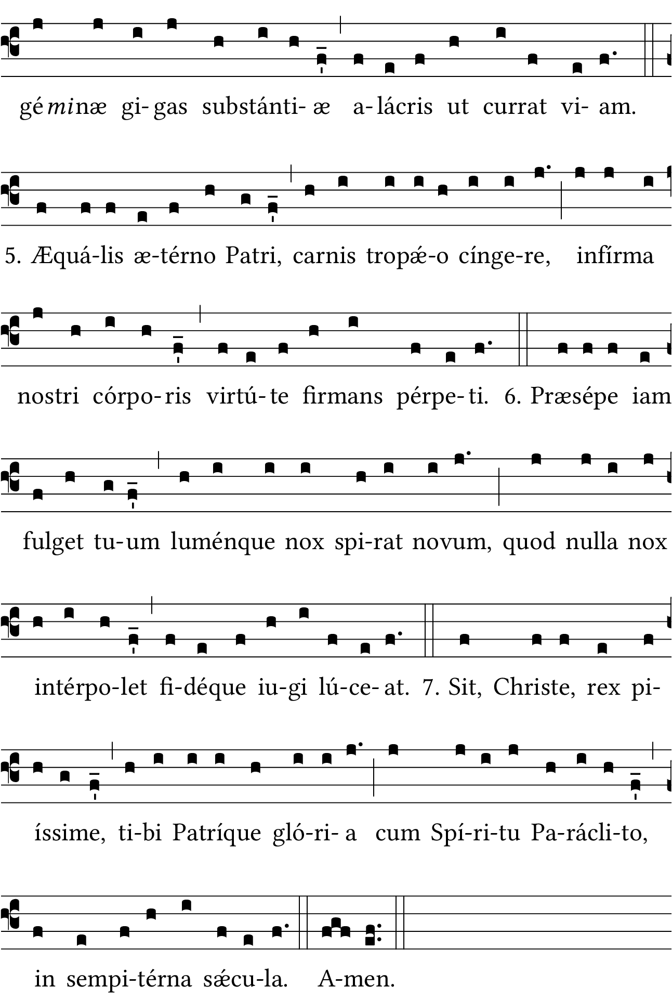 géminæ gi-gas substánti-æ a-lácris ut currat vi-am.
5. Æquá-lis æ-térno Patri, carnis tropǽ-o cínge-re, infírma
nostri córpo-ris virtú-te firmans pérpe-ti. 6. Præsépe iam
fulget tu-um luménque nox spi-rat novum, quod nulla nox
intérpo-let fi-déque iu-gi lú-ce-at. 7. Sit, Christe, rex pi-
íssime, ti-bi Patríque gló-ri-a cum Spí-ri-tu Pa-rácli-to,
in sempi-térna sǽcu-la. A-men.